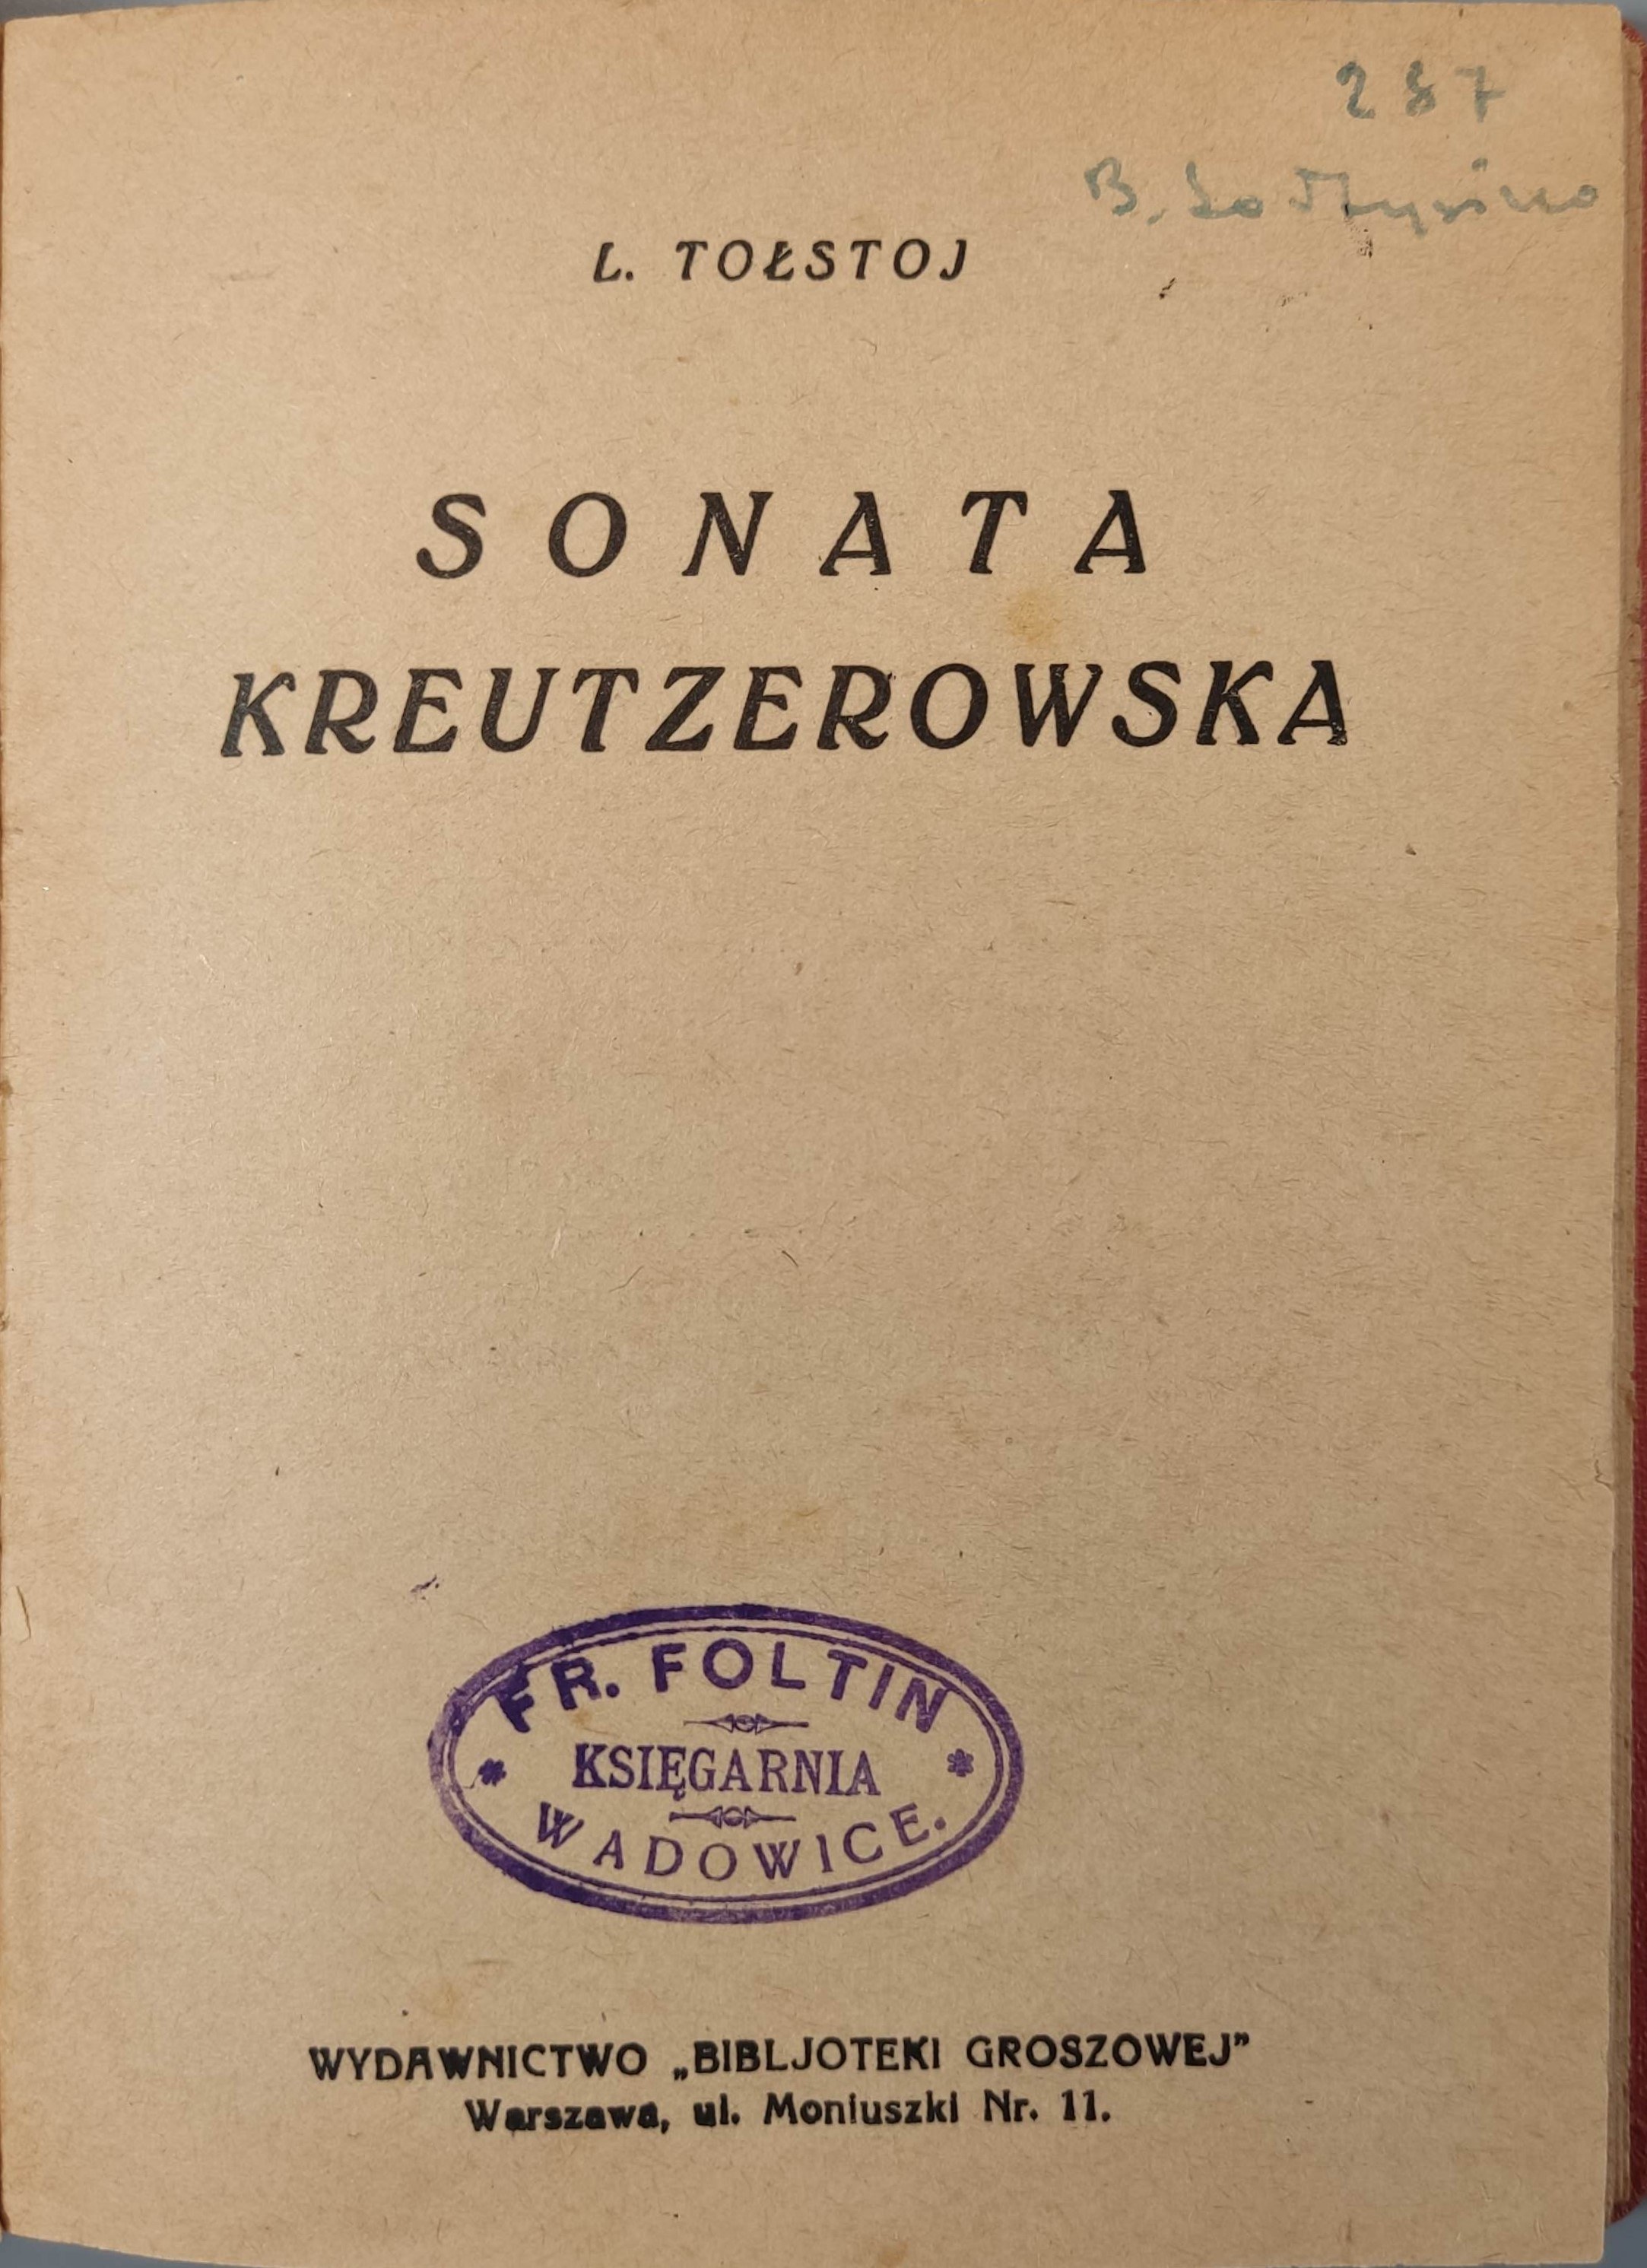 287
B.
L. TOŁSTOJ
SONATA
KREUTZEROWSKA
FR. FOLTIN
KSIĘGARNIA
WADOWICE.
WYDAWNICTWO „BIBLJOTEKI GROSZOWEJ”
Warszawa, ul. Moniuszki Nr. 11.